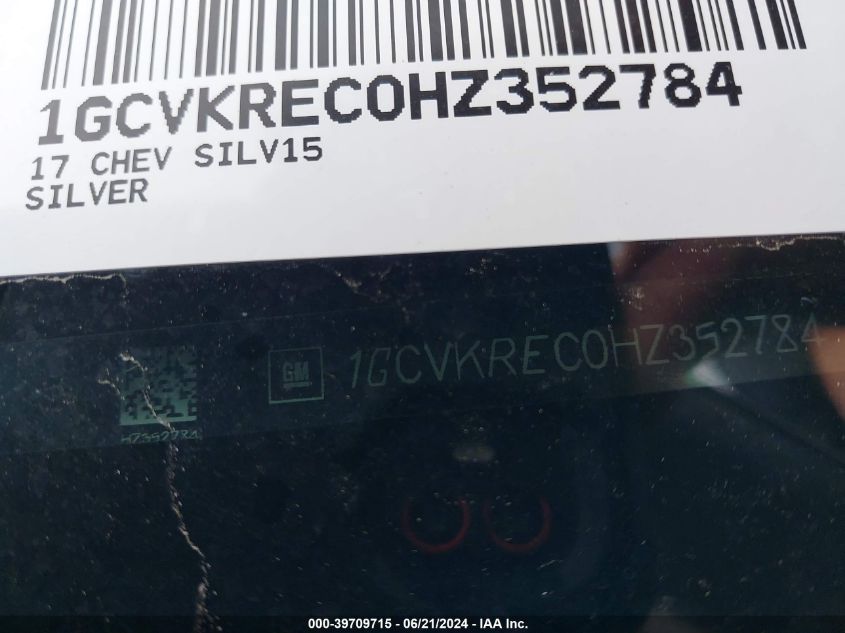 1GCVKREC0HZ352784
17 CHEV SILV15
SILVER
GM 1GCVKREC0HZ352784
HZ352784
000-39709715 - 06/21/2024 - IAA Inc.